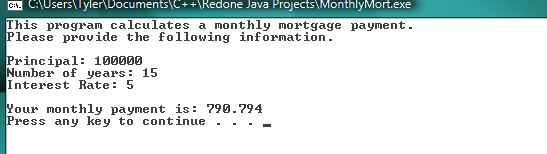 C:\Users\Tyler\Documents\C++\Redone Java Projects\MonthlyMort.exe
This program calculates a monthly mortgage payment.
Please provide the following information.
Principal: 100000
Number of years: 15
Interest Rate: 5
Your monthly payment is: 790.794
Press any key to continue . . . _